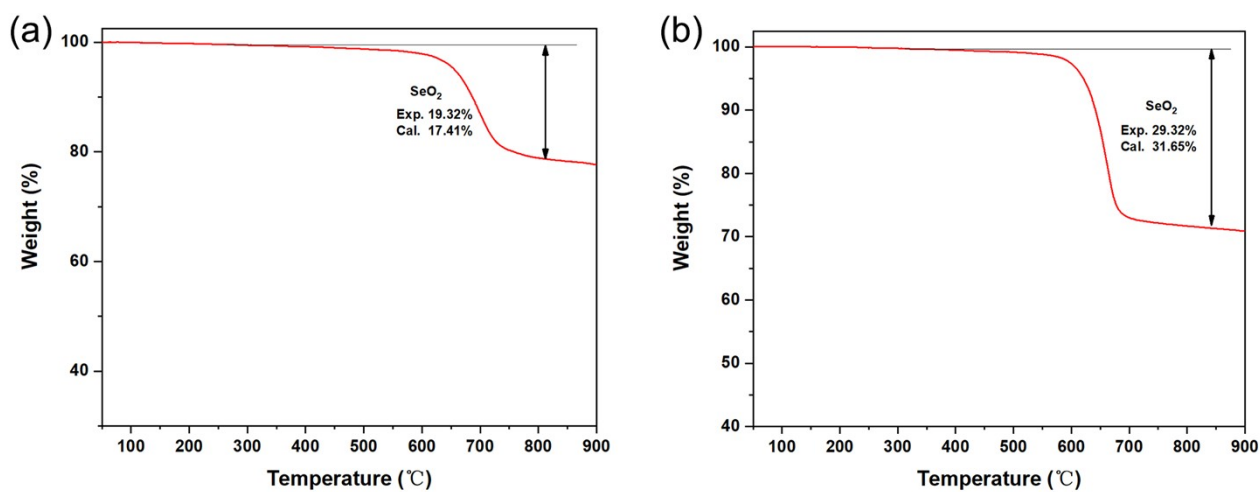 (a)
100
80
60
40
Weight (%)
SeO₂
Exp. 19.32%
Cal. 17.41%
100 200 300 400 500 600 700 800 900
Temperature (℃)
(b)
100
90
80
70
60
50
40
Weight (%)
SeO₂
Exp. 29.32%
Cal. 31.65%
100 200 300 400 500 600 700 800 900
Temperature (℃)